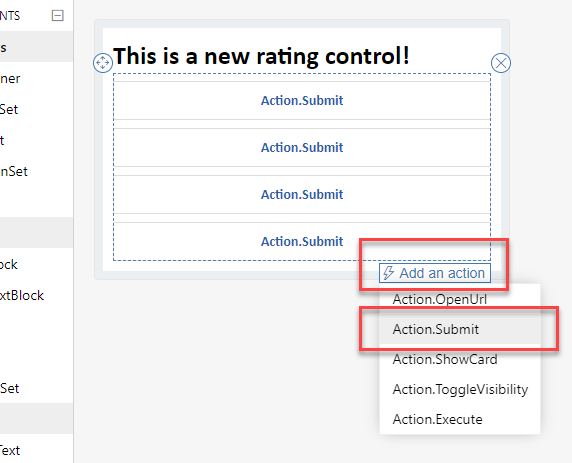 NTS
s
ner
Set
t
nSet
ock
xtBlock
Set
Text
This is a new rating control!
Action.Submit
Action.Submit
Action.Submit
Action.Submit
Add an action
Action.OpenUrl
Action.Submit
Action.ShowCard
Action.ToggleVisibility
Action.Execute